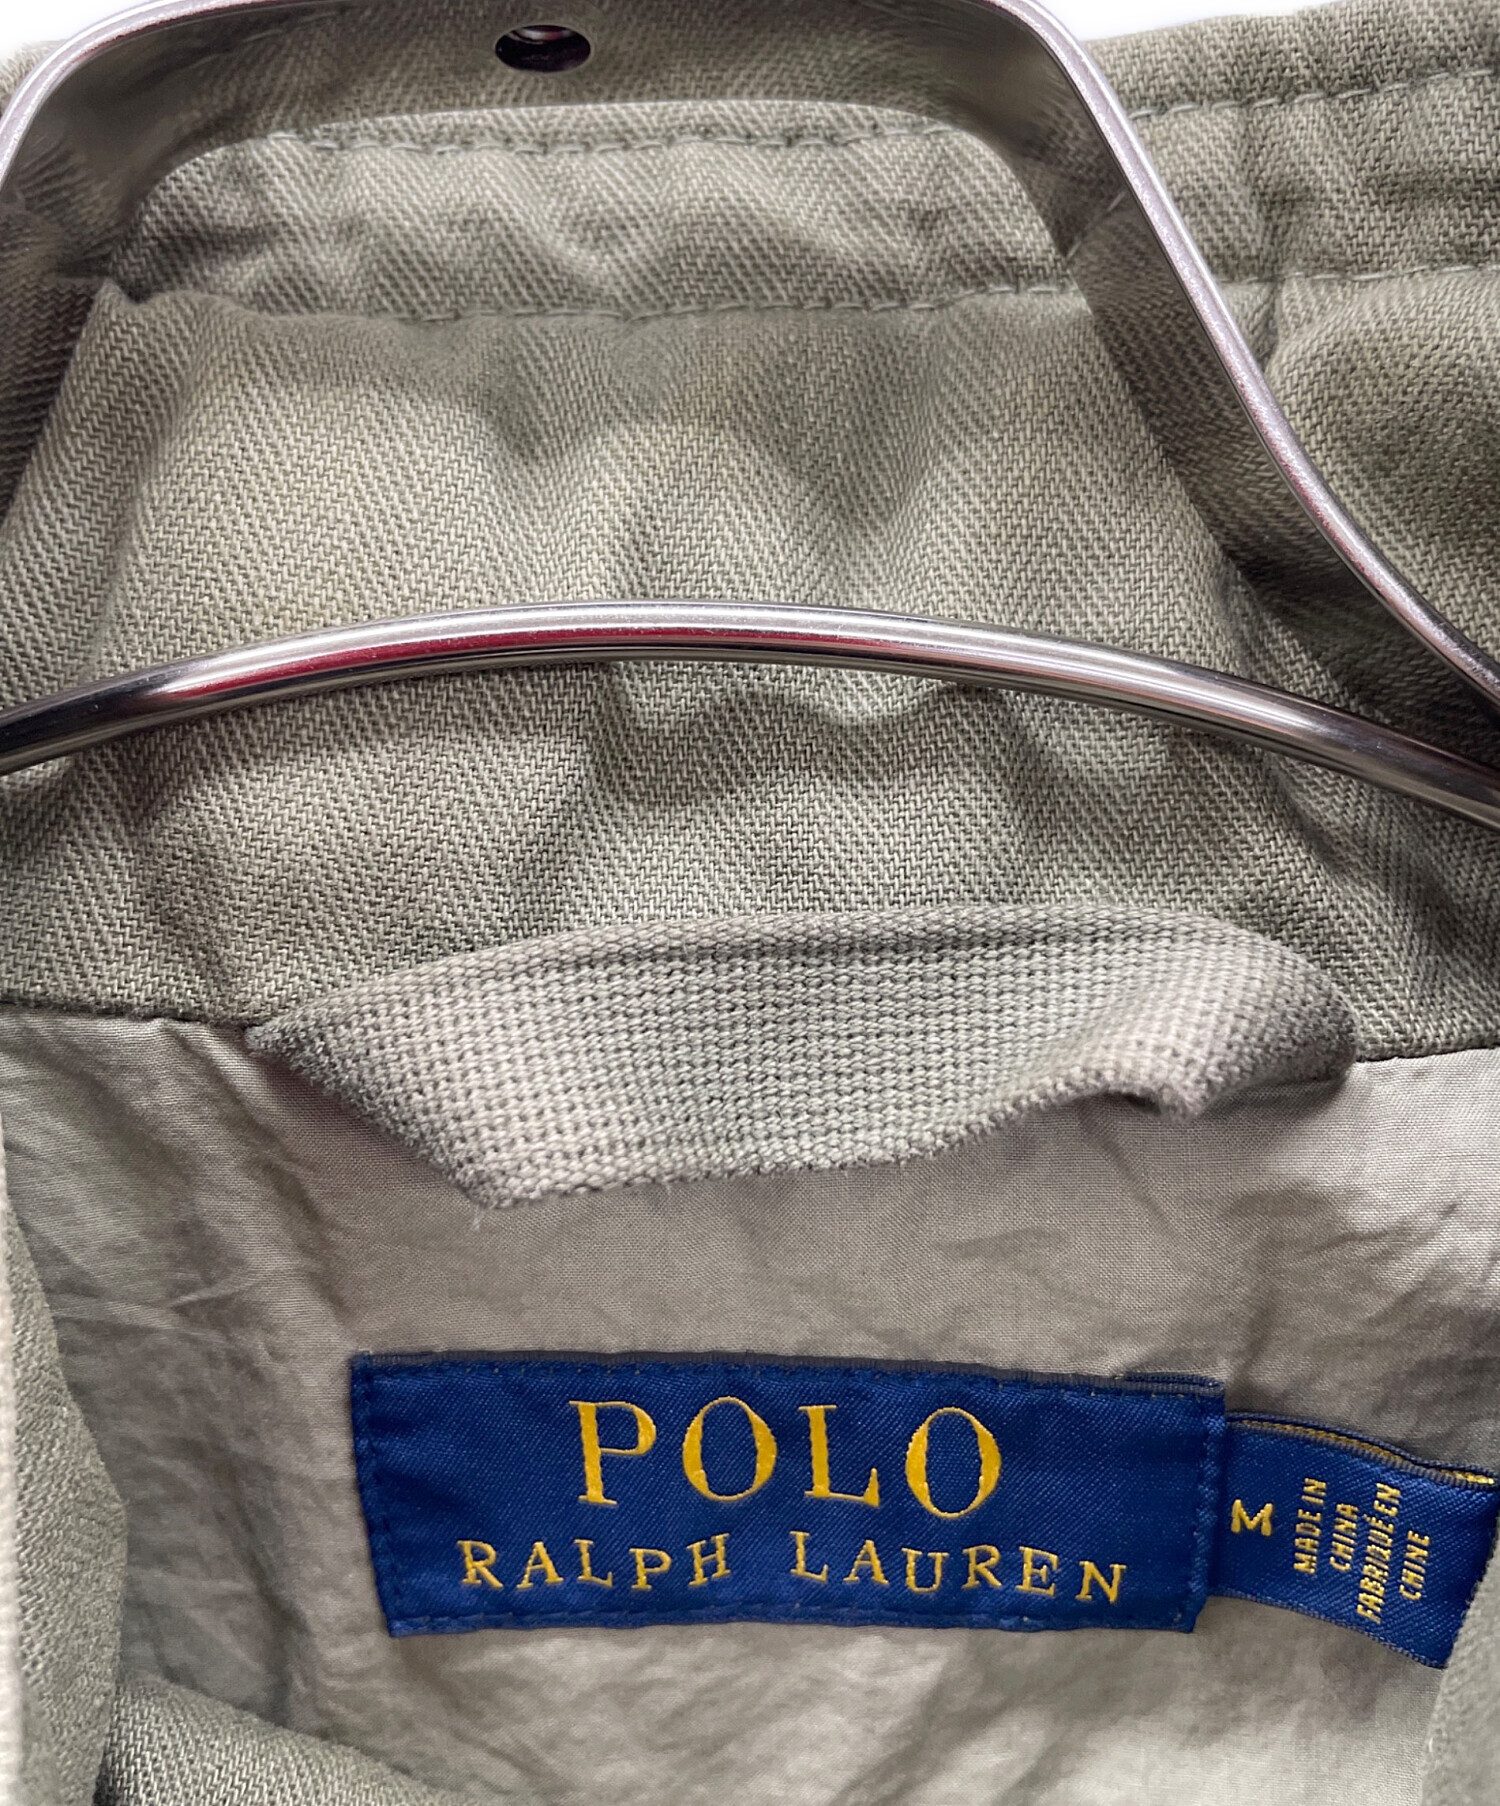 POLO
RALPH LAUREN
M
MADE IN
CHINA
FABRIQUÉ EN
CHINE